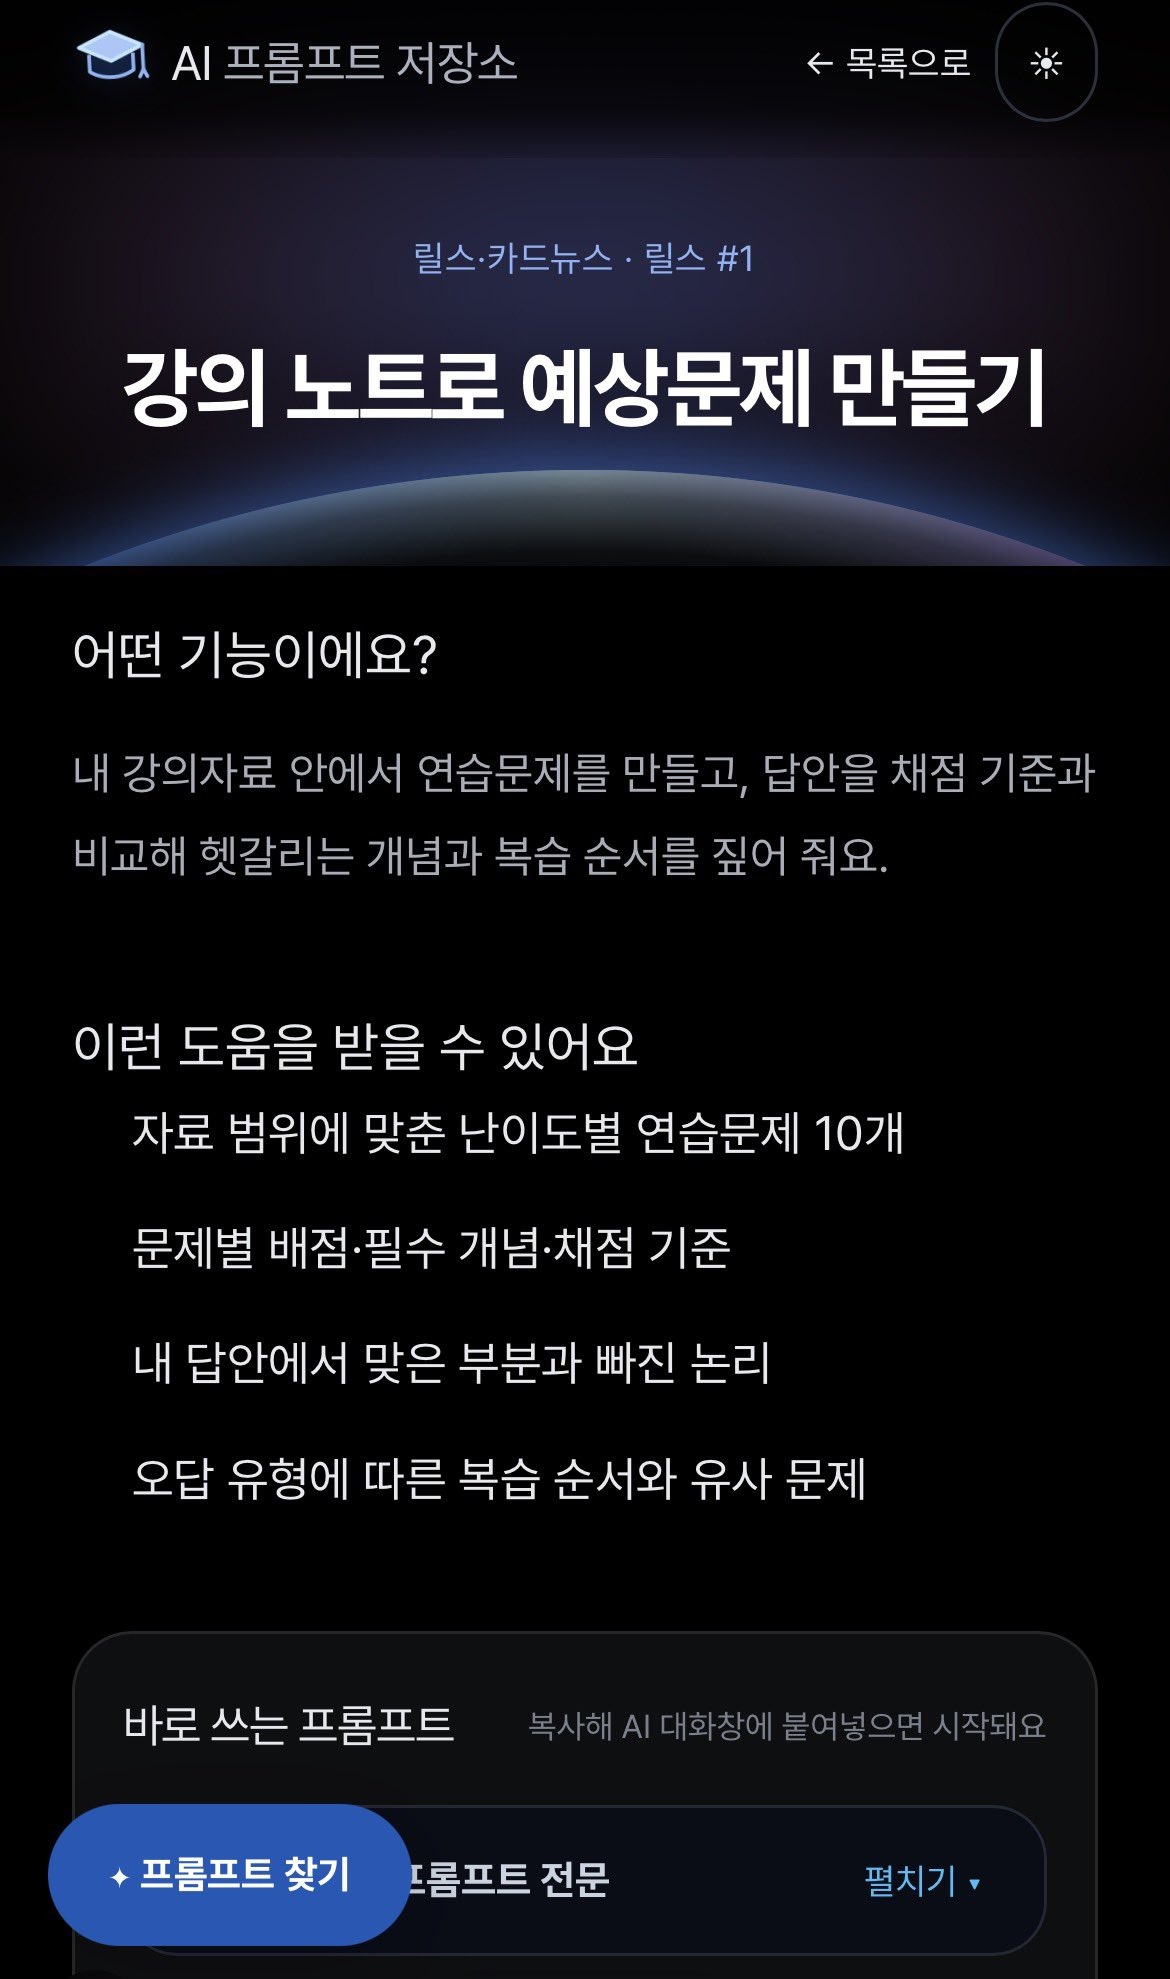 AI 프롬프트 저장소
← 목록으로
릴스·카드뉴스 · 릴스 #1
강의 노트로 예상문제 만들기
어떤 기능이에요?
내 강의자료 안에서 연습문제를 만들고, 답안을 채점 기준과
비교해 헷갈리는 개념과 복습 순서를 짚어 줘요.
이런 도움을 받을 수 있어요
자료 범위에 맞춘 난이도별 연습문제 10개
문제별 배점·필수 개념·채점 기준
내 답안에서 맞은 부분과 빠진 논리
오답 유형에 따른 복습 순서와 유사 문제
바로 쓰는 프롬프트
복사해 AI 대화창에 붙여넣으면 시작돼요
✦ 프롬프트 찾기
프롬프트 전문
펼치기 ▾